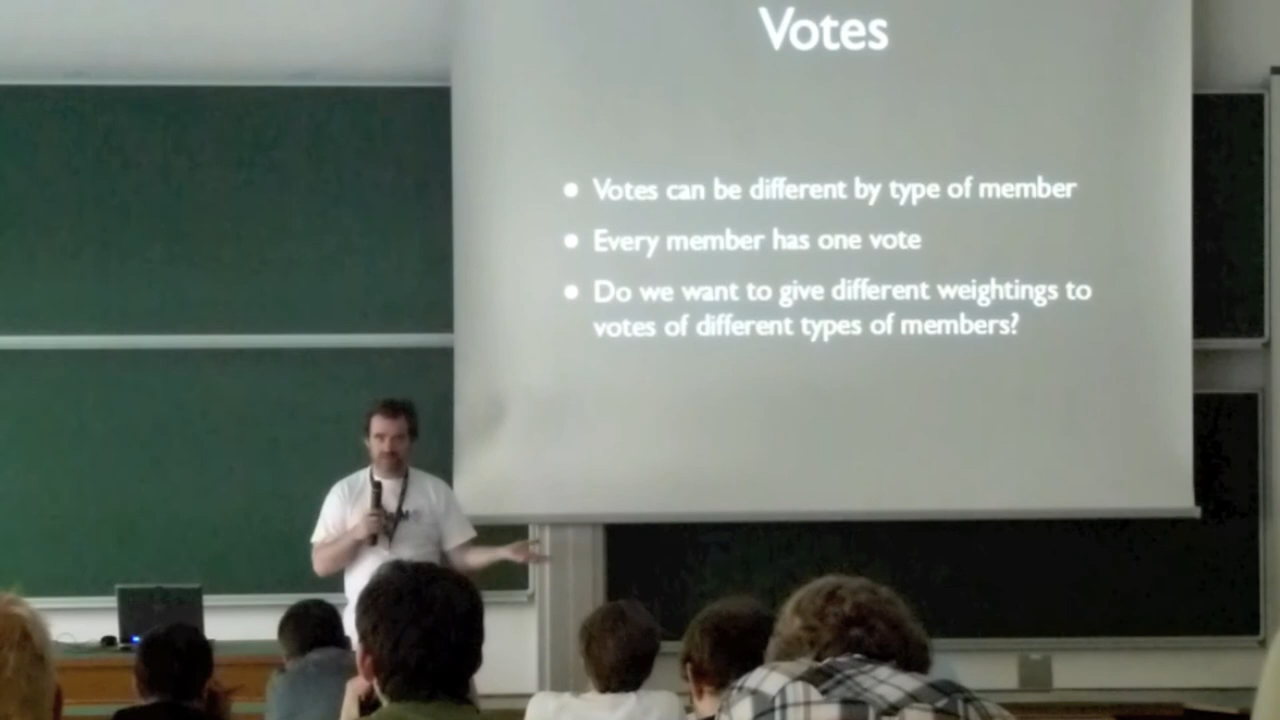 Votes
• Votes can be different by type of member
• Every member has one vote
• Do we want to give different weightings to
votes of different types of members?